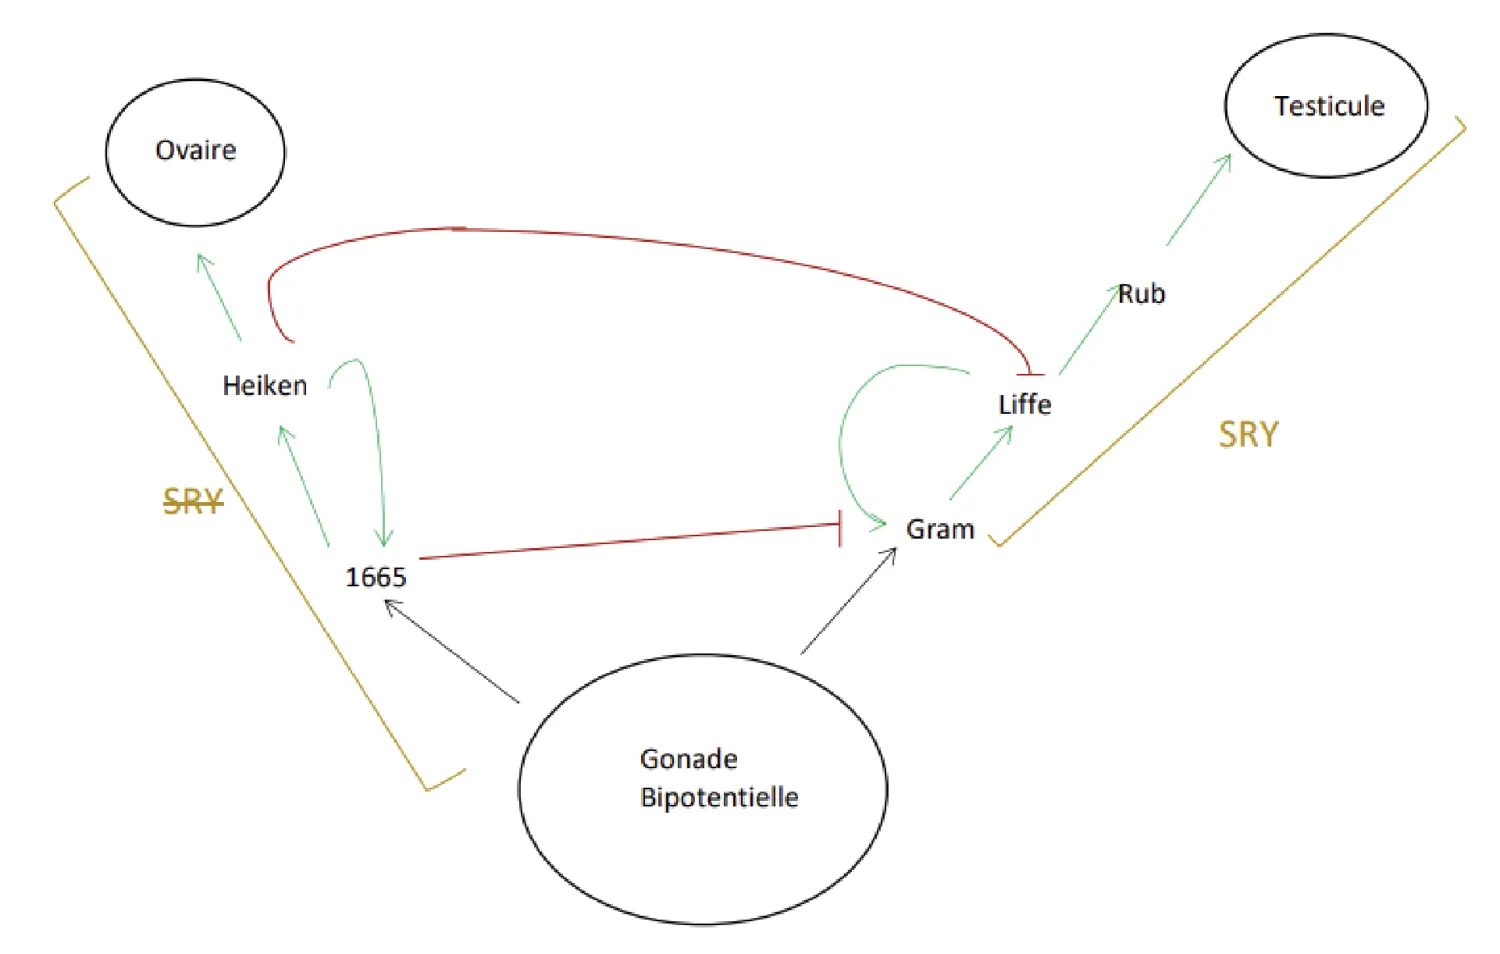 Testicule
Ovaire
Rub
Heiken
Liffe
SRY
SRY
Gram
1665
Gonade
Bipotentielle